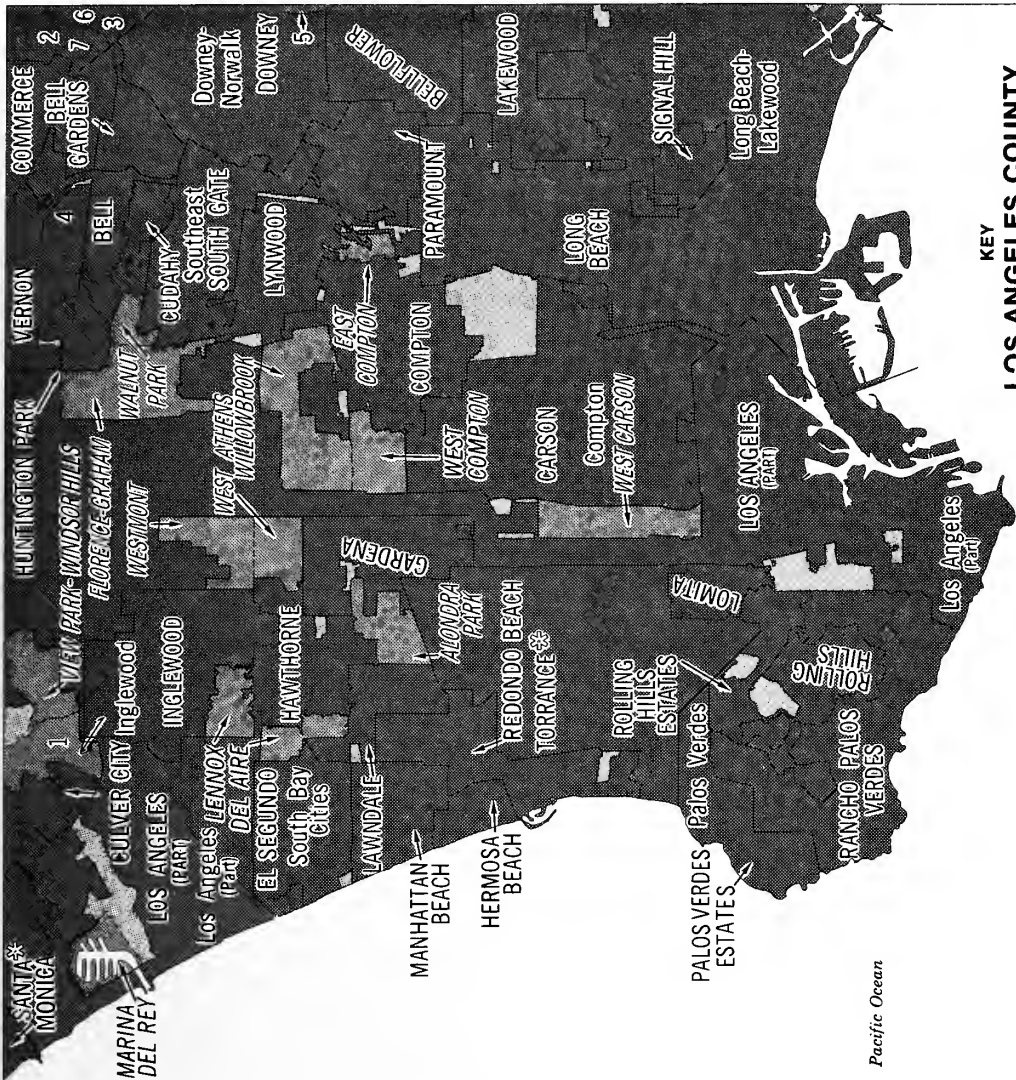 SANTA*
MONICA
MARINA
DEL REY
CULVER CITY
LOS ANGELES
(PART)
Los Angeles
(Part)
1
Inglewood
INGLEWOOD
VIEW PARK-WINDSOR HILLS
HUNTINGTON PARK
FLORENCE-GRAHAM
VERNON
WALNUT
PARK
COMMERCE
BELL
GARDENS
4
BELL
CUDAHY
2
7
6
3
Southeast
SOUTH GATE
Downey-
Norwalk
DOWNEY
5
LYNWOOD
WESTMONT
WEST ATHENS
WILLOWBROOK
LENNOX
DEL AIRE
EL SEGUNDO
South Bay
Cities
HAWTHORNE
LAWNDALE
GARDENA
ALONDRA
PARK
EAST
COMPTON
COMPTON
WEST
COMPTON
PARAMOUNT
BELLFLOWER
LAKEWOOD
MANHATTAN
BEACH
HERMOSA
BEACH
REDONDO BEACH
TORRANCE**
CARSON
Compton
WEST CARSON
LONG
BEACH
SIGNAL HILL
Long Beach-
Lakewood
ROLLING
HILLS
ESTATES
Palos Verdes
LOMITA
LOS ANGELES
(PART)
PALOS VERDES
ESTATES
RANCHO PALOS
VERDES
ROLLING
HILLS
Los Angeles
(Part)
Pacific Ocean
KEY
LOS ANGELES COUNTY